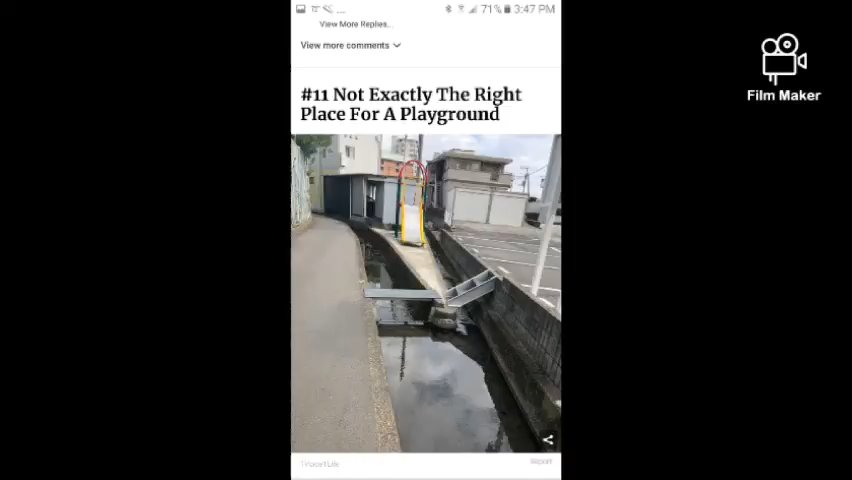 71% 3:47 PM
View More Replies...
View more comments
#11 Not Exactly The Right
Place For A Playground
Film Maker
Report